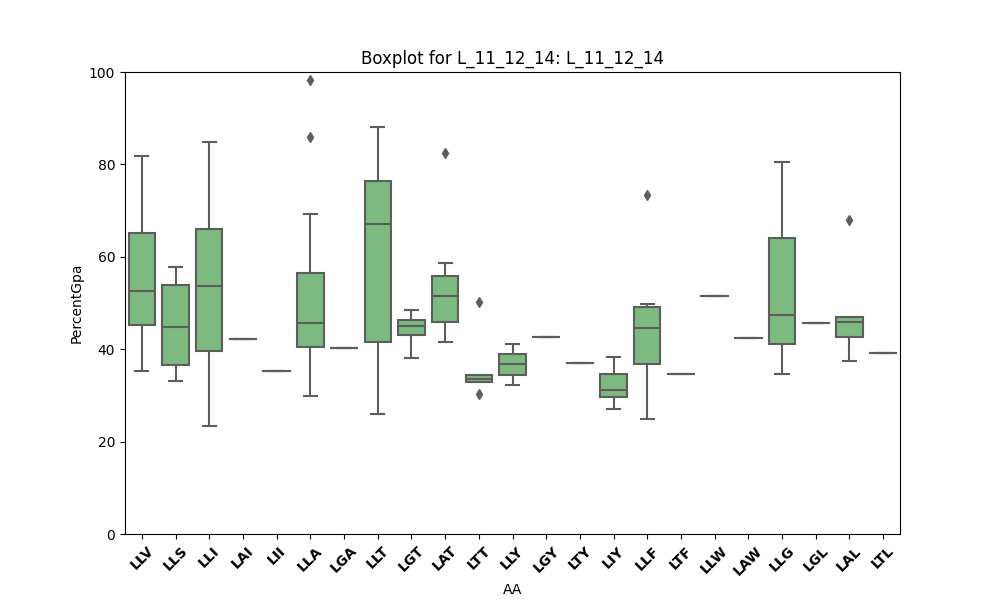 Boxplot for L_11_12_14: L_11_12_14
100
80
60
40
20
0
PercentGpa
LLV LLS LLI LAI LII LLA LGA LLT LGT LAT LTT LLY LGY LTY LIY LLF LTF LLW LAW LLG LGL LAL LTL
AA